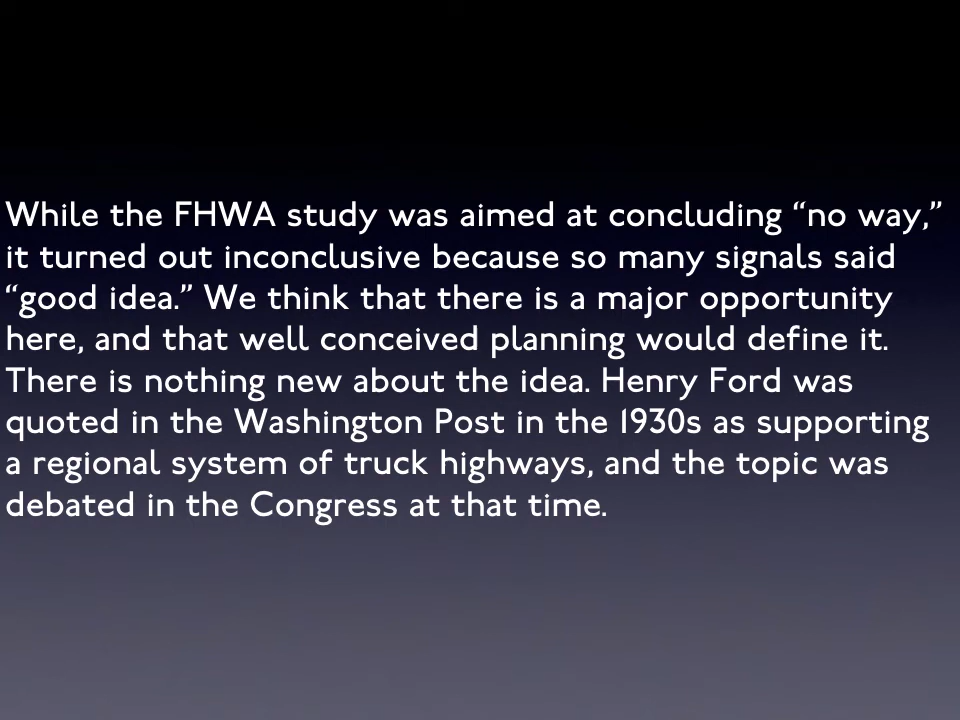 While the FHWA study was aimed at concluding “no way,”
it turned out inconclusive because so many signals said
“good idea.” We think that there is a major opportunity
here, and that well conceived planning would define it.
There is nothing new about the idea. Henry Ford was
quoted in the Washington Post in the 1930s as supporting
a regional system of truck highways, and the topic was
debated in the Congress at that time.